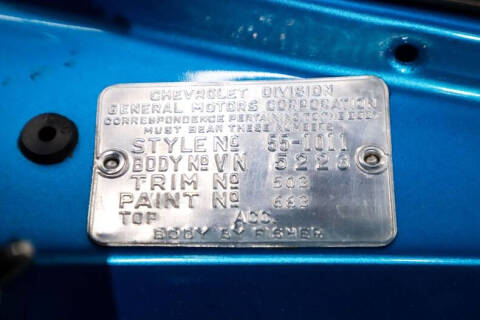 CHEVROLET DIVISION
GENERAL MOTORS CORPORATION
CORRESPONDENCE PERTAINING TO THE BODY
MUST BEAR THESE NUMBERS
STYLE No 55-1011
BODY No VN 5226
TRIM No 503
PAINT No 683
TOP ACC.
BODY BY FISHER